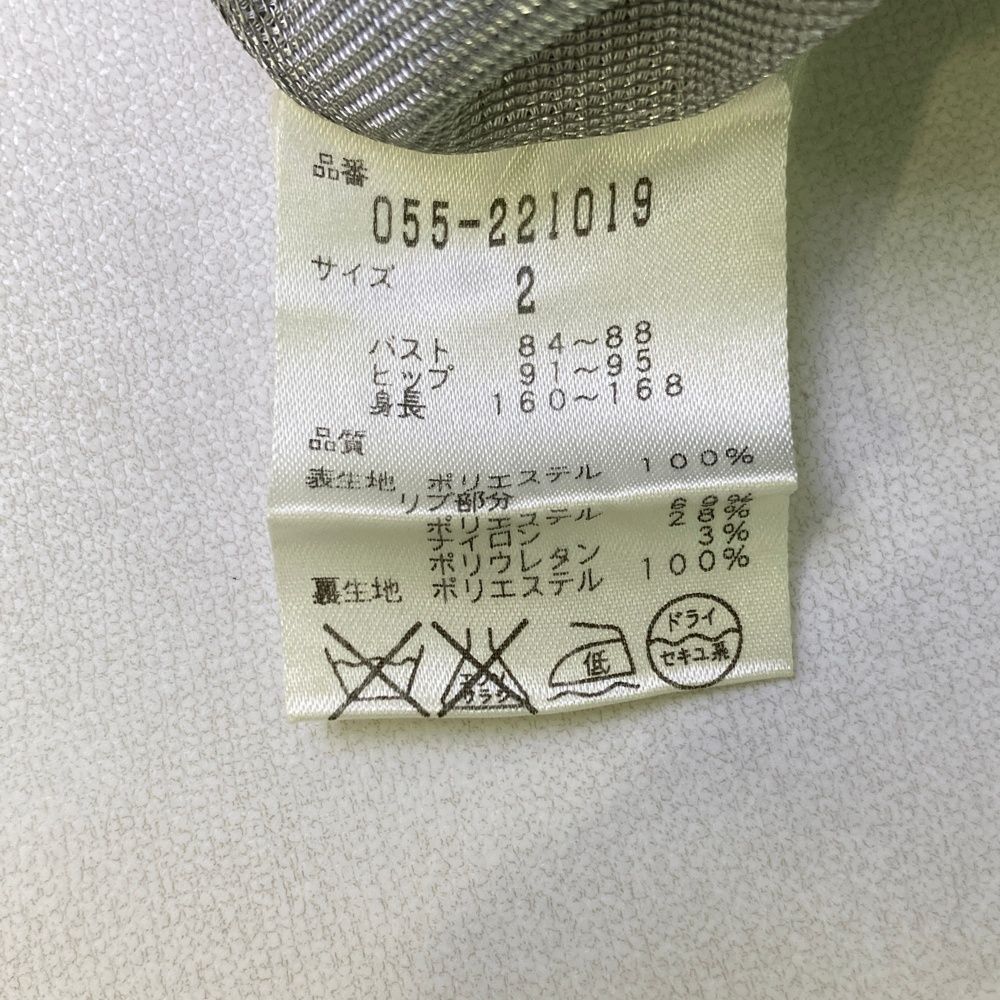 品番
055-221019
サイズ 2
バスト 84～88
ヒップ 91～95
身長 160～168
品質
表生地 ポリエステル 100%
リブ部分
ポリエステル
ナイロン 28%
ポリウレタン 3%
裏生地 ポリエステル 100%
低
ドライ
セキユ系